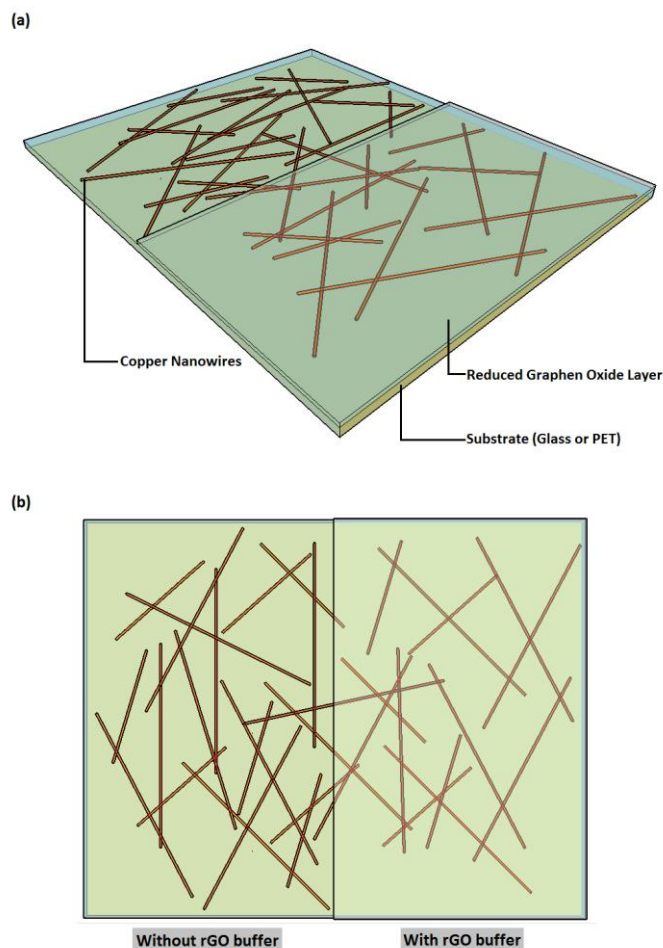 (a)
Copper Nanowires
Reduced Graphen Oxide Layer
Substrate (Glass or PET)
(b)
Without rGO buffer
With rGO buffer